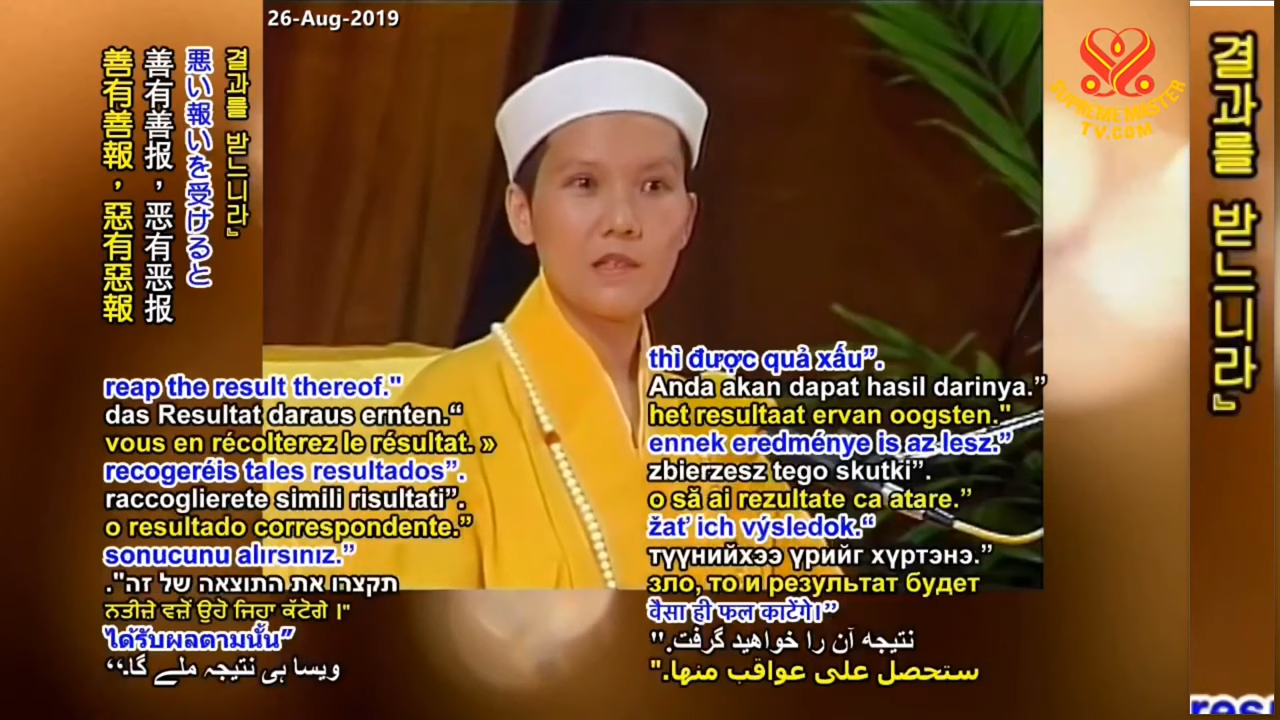 26-Aug-2019
SUPREME MASTER
TV.COM
결과를 받느니라』
悪い報いを受けると
善有善报，恶有恶报
善有善報，惡有惡報
reap the result thereof."
das Resultat daraus ernten.“
vous en récolterez le résultat. »
recogeréis tales resultados”.
raccoglierete simili risultati”.
o resultado correspondente.”
sonucunu alırsınız.”
תקצרו את התוצאה של זה".
ਨਤੀਜ਼ੇ ਵਜ਼ੋਂ ਉਹੋ ਜਿਹਾ ਕੱਟੋਗੇ।"
ได้รับผลตามนั้น”
ویسا ہی نتیجہ ملے گا.“
thì được quả xấu”.
Anda akan dapat hasil darinya.”
het resultaat ervan oogsten."
ennek eredménye is az lesz.”
zbierzesz tego skutki”.
o să ai rezultate ca atare.”
žať ich výsledok.“
түүнийхээ үрийг хүртэнэ.”
зло, то и результат будет
वैसा ही फल काटेंगे।”
نتیجه آن را خواهید گرفت."
ستحصل على عواقب منها."
결과를 받느니라』